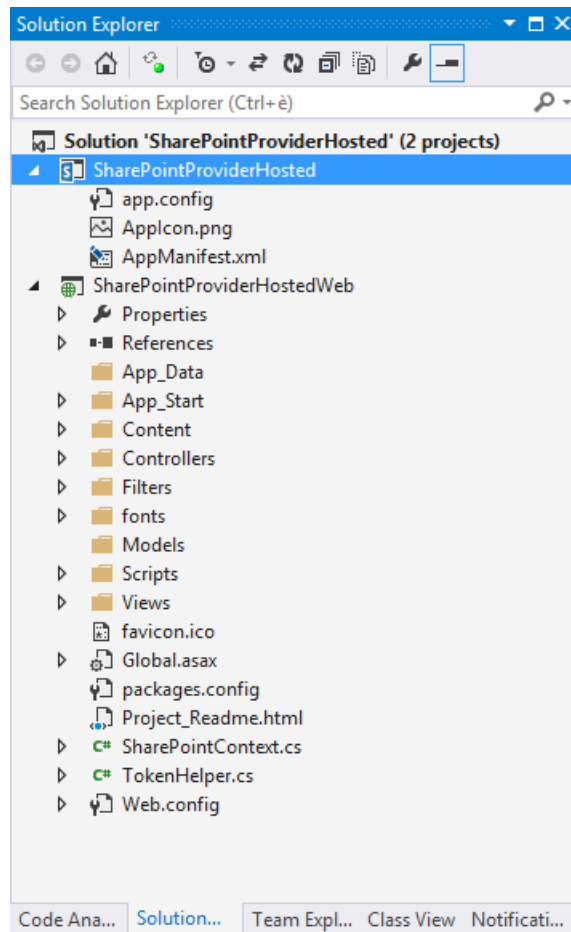 Solution Explorer
Search Solution Explorer (Ctrl+è)
Solution 'SharePointProviderHosted' (2 projects)
SharePointProviderHosted
app.config
AppIcon.png
AppManifest.xml
SharePointProviderHostedWeb
Properties
References
App_Data
App_Start
Content
Controllers
Filters
fonts
Models
Scripts
Views
favicon.ico
Global.asax
packages.config
Project_Readme.html
C# SharePointContext.cs
C# TokenHelper.cs
Web.config
Code Ana... Solution... Team Expl... Class View Notificati...